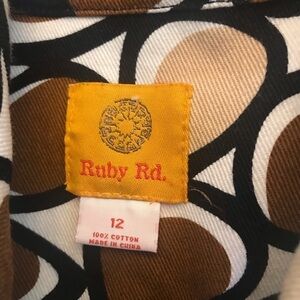 Ruby Rd.
12
100% COTTON
MADE IN CHINA